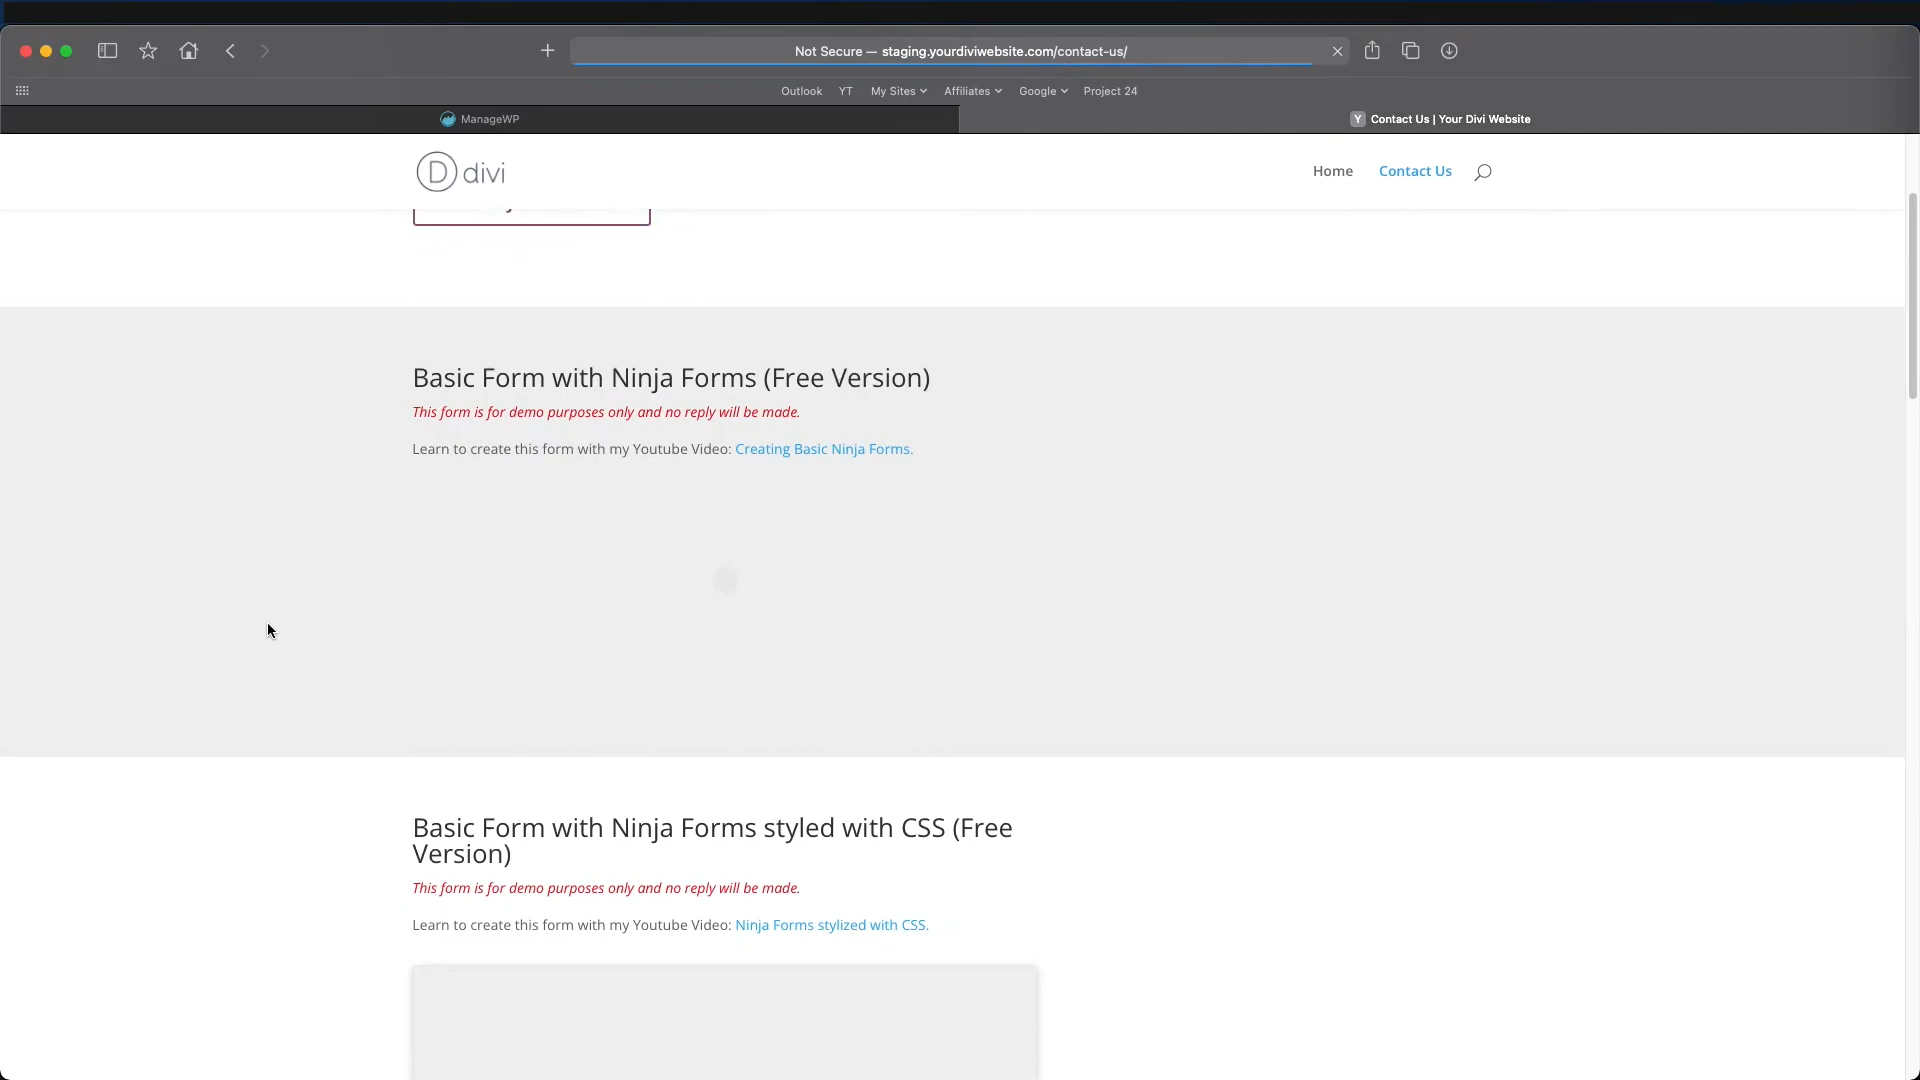 Not Secure — staging.yourdiviwebsite.com/contact-us/
Outlook YT My Sites Affiliates Google Project 24
ManageWP
Y Contact Us | Your Divi Website
D divi
Home Contact Us
Basic Form with Ninja Forms (Free Version)
This form is for demo purposes only and no reply will be made.
Learn to create this form with my Youtube Video: Creating Basic Ninja Forms.
Basic Form with Ninja Forms styled with CSS (Free
Version)
This form is for demo purposes only and no reply will be made.
Learn to create this form with my Youtube Video: Ninja Forms stylized with CSS.